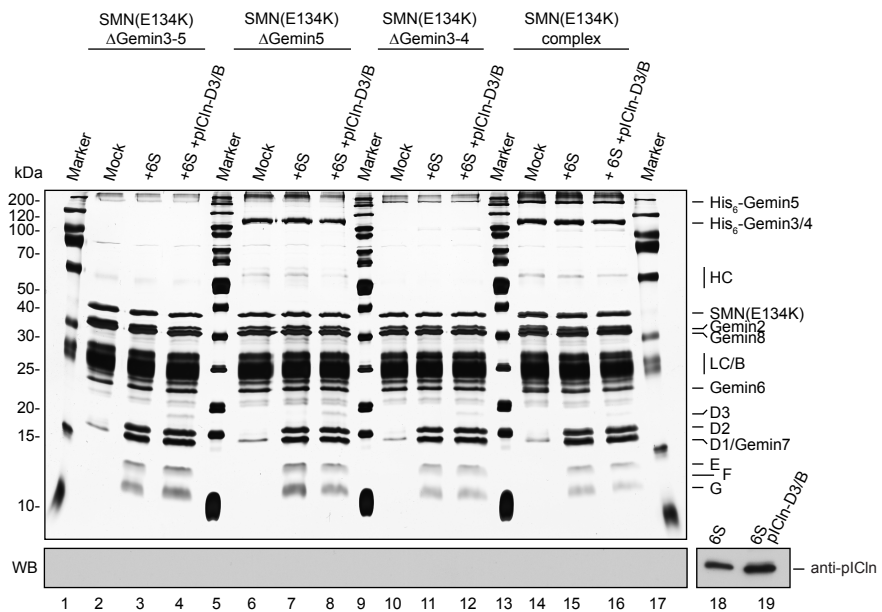 SMN(E134K) SMN(E134K) SMN(E134K) SMN(E134K)
ΔGemin3-5 ΔGemin5 ΔGemin3-4 complex
kDa Marker Mock +6S +6S +pICln-D3/B Marker Mock +6S +6S +pICln-D3/B Marker Mock +6S +6S +pICln-D3/B Marker Mock +6S + 6S +pICln-D3/B Marker
200- His₆-Gemin5
120- His₆-Gemin3/4
100-
70-
HC
50-
40- SMN(E134K)
Gemin2
30- Gemin8
25- LC/B
Gemin6
20- D3
D2
15- D1/Gemin7
E
F
G
10-
6S 6S pICln-D3/B
WB anti-pICln
1 2 3 4 5 6 7 8 9 10 11 12 13 14 15 16 17 18 19